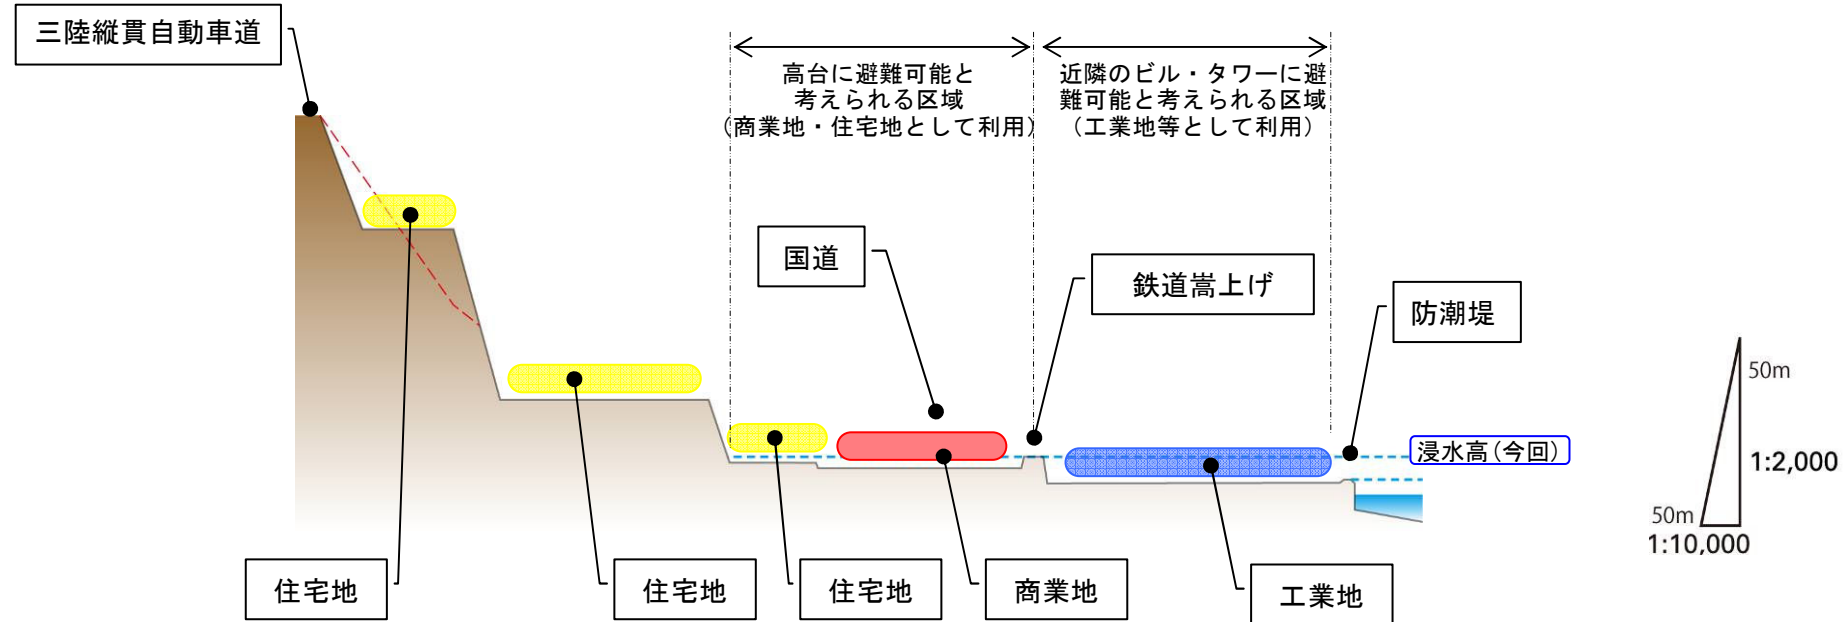 三陸縦貫自動車道
高台に避難可能と
考えられる区域
（商業地・住宅地として利用）
近隣のビル・タワーに避
難可能と考えられる区域
（工業地等として利用）
国道
鉄道嵩上げ
防潮堤
浸水高（今回）
50m
1:2,000
50m
1:10,000
住宅地
住宅地
住宅地
商業地
工業地